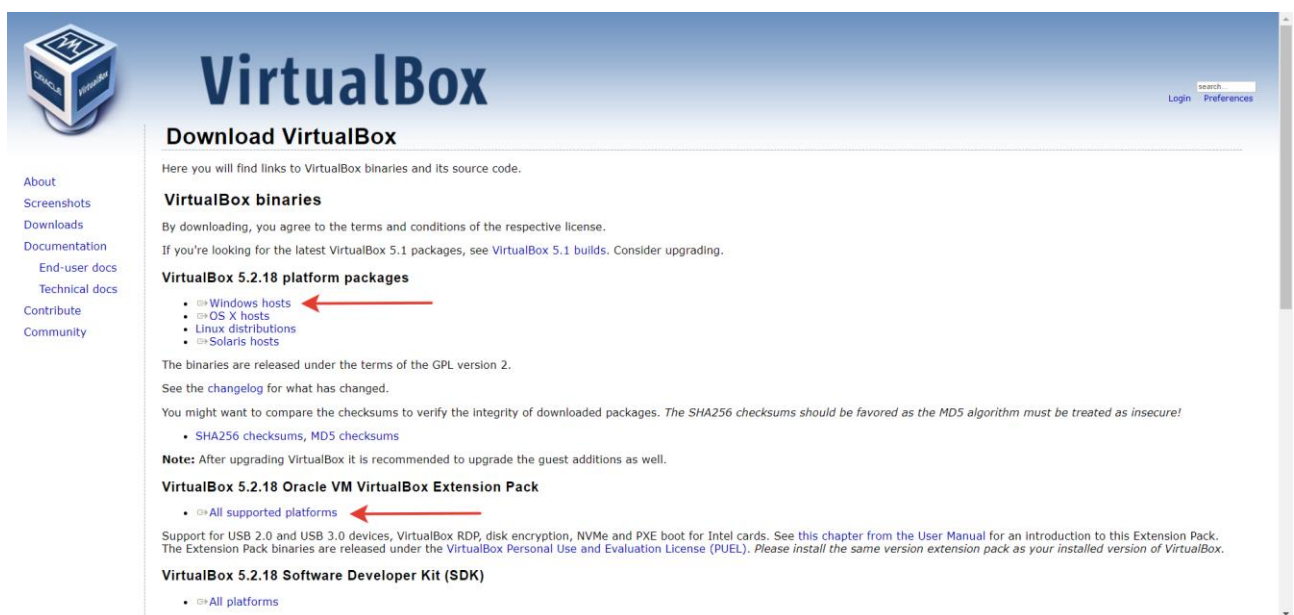 ORACLE
VirtualBox
VirtualBox
search...
Login Preferences
Download VirtualBox
Here you will find links to VirtualBox binaries and its source code.
About
Screenshots
Downloads
Documentation
End-user docs
Technical docs
Contribute
Community
VirtualBox binaries
By downloading, you agree to the terms and conditions of the respective license.
If you're looking for the latest VirtualBox 5.1 packages, see VirtualBox 5.1 builds. Consider upgrading.
VirtualBox 5.2.18 platform packages
• Windows hosts
• OS X hosts
• Linux distributions
• Solaris hosts
The binaries are released under the terms of the GPL version 2.
See the changelog for what has changed.
You might want to compare the checksums to verify the integrity of downloaded packages. The SHA256 checksums should be favored as the MD5 algorithm must be treated as insecure!
• SHA256 checksums, MD5 checksums
Note: After upgrading VirtualBox it is recommended to upgrade the guest additions as well.
VirtualBox 5.2.18 Oracle VM VirtualBox Extension Pack
• All supported platforms
Support for USB 2.0 and USB 3.0 devices, VirtualBox RDP, disk encryption, NVMe and PXE boot for Intel cards. See this chapter from the User Manual for an introduction to this Extension Pack.
The Extension Pack binaries are released under the VirtualBox Personal Use and Evaluation License (PUEL). Please install the same version extension pack as your installed version of VirtualBox.
VirtualBox 5.2.18 Software Developer Kit (SDK)
• All platforms